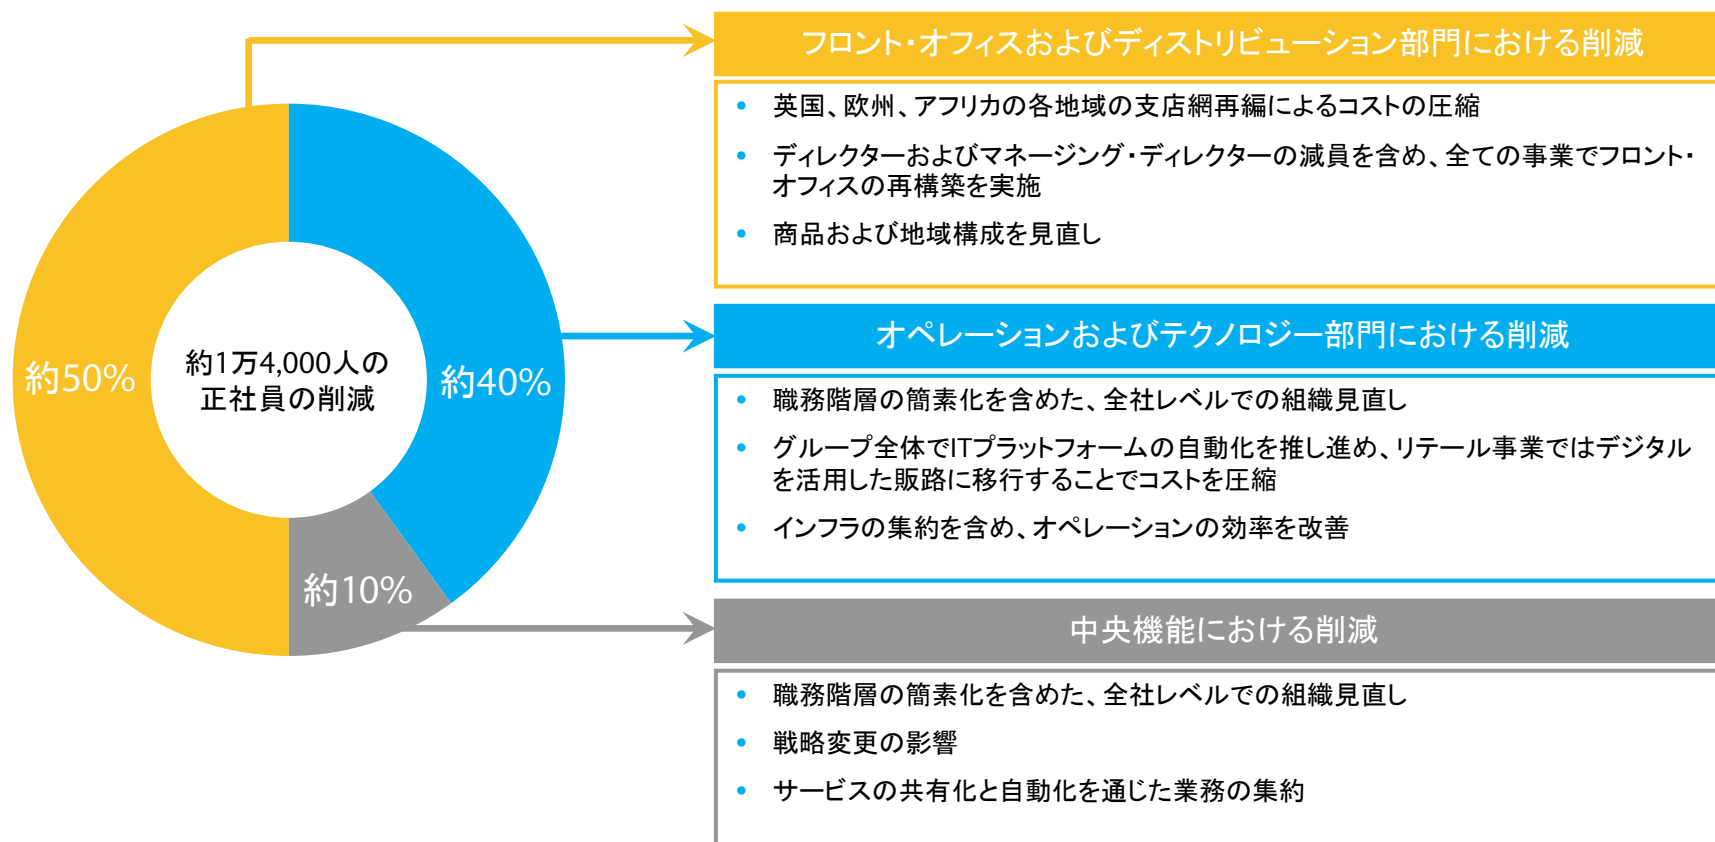 フロント・オフィスおよびディストリビューション部門における削減
• 英国、欧州、アフリカの各地域の支店網再編によるコストの圧縮
• ディレクターおよびマネージング・ディレクターの減員を含め、全ての事業でフロント・
オフィスの再構築を実施
• 商品および地域構成を見直し
約50%
約1万4,000人の
正社員の削減
約40%
約10%
オペレーションおよびテクノロジー部門における削減
• 職務階層の簡素化を含めた、全社レベルでの組織見直し
• グループ全体でITプラットフォームの自動化を推し進め、リテール事業ではデジタル
を活用した販路に移行することでコストを圧縮
• インフラの集約を含め、オペレーションの効率を改善
中央機能における削減
• 職務階層の簡素化を含めた、全社レベルでの組織見直し
• 戦略変更の影響
• サービスの共有化と自動化を通じた業務の集約